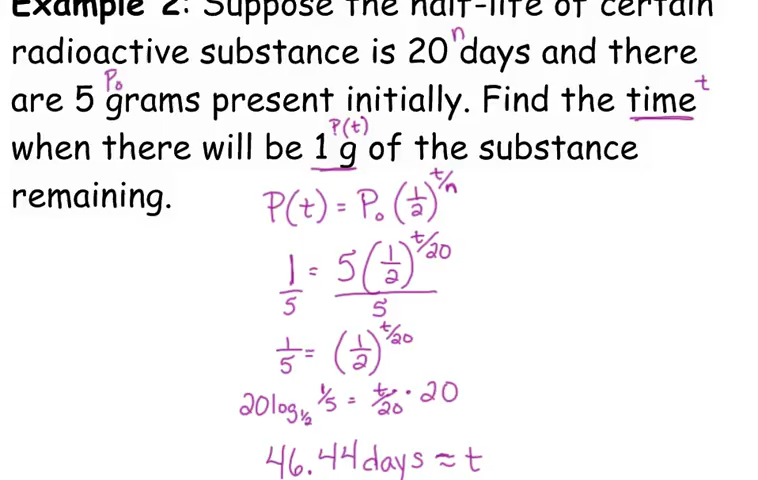 Example 2: Suppose the half-life of certain
radioactive substance is 20 days and there
n
are 5 grams present initially. Find the time
P₀ t
when there will be 1 g of the substance
P(t)
remaining.
P(t) = P₀ (1/2)^t/n
1/5 = 5(1/2)^t/20 / 5
1/5 = (1/2)^t/20
20 log_1/2 1/5 = t/20 · 20
46.44 days ≈ t